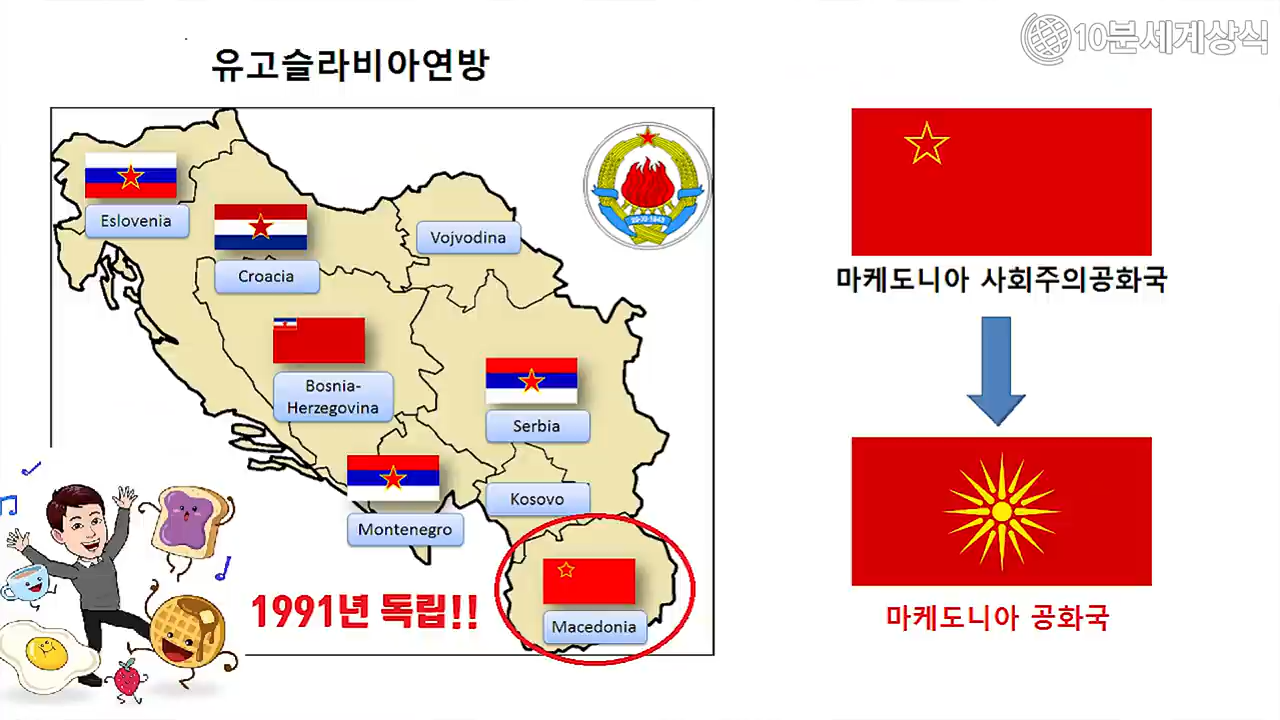 10분세계상식
유고슬라비아연방
Eslovenia
Croacia
Vojvodina
Bosnia-
Herzegovina
Serbia
Kosovo
Montenegro
Macedonia
1991년 독립!!
마케도니아 사회주의공화국
마케도니아 공화국